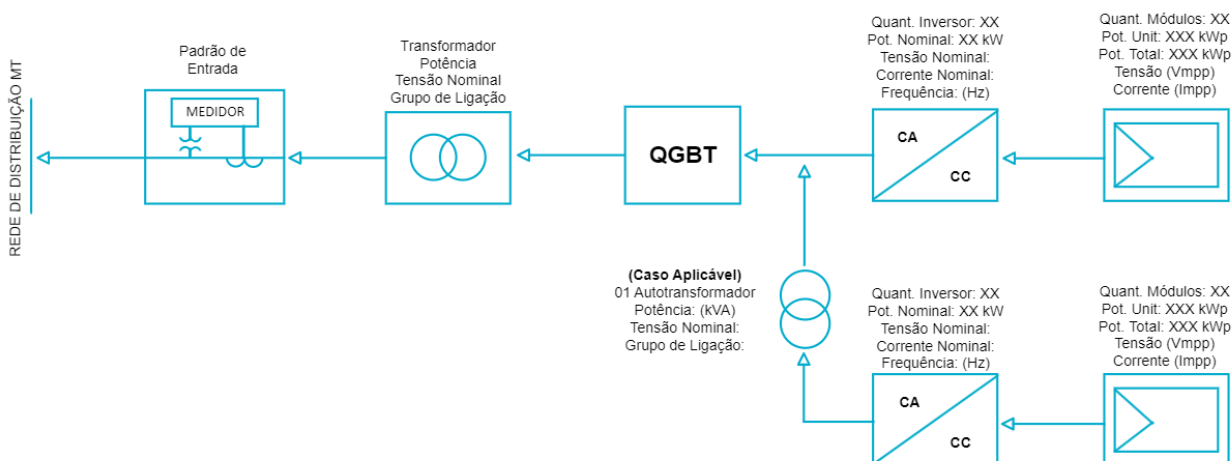 REDE DE DISTRIBUIÇÃO MT
Padrão de
Entrada
MEDIDOR
Transformador
Potência
Tensão Nominal
Grupo de Ligação
QGBT
Quant. Inversor: XX
Pot. Nominal: XX kW
Tensão Nominal:
Corrente Nominal:
Frequência: (Hz)
CA
CC
Quant. Módulos: XX
Pot. Unit: XXX kWp
Pot. Total: XXX kWp
Tensão (Vmpp)
Corrente (Impp)
(Caso Aplicável)
01 Autotransformador
Potência: (kVA)
Tensão Nominal:
Grupo de Ligação:
Quant. Inversor: XX
Pot. Nominal: XX kW
Tensão Nominal:
Corrente Nominal:
Frequência: (Hz)
CA
CC
Quant. Módulos: XX
Pot. Unit: XXX kWp
Pot. Total: XXX kWp
Tensão (Vmpp)
Corrente (Impp)